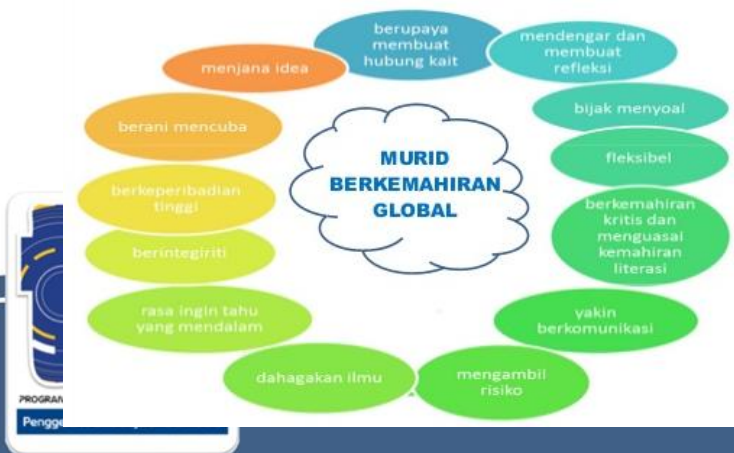 berupaya
membuat
hubung kait
mendengar dan
membuat
refleksi
bijak menyoal
fleksibel
berkemahiran
kritis dan
menguasai
kemahiran
literasi
yakin
berkomunikasi
mengambil
risiko
dahagakan ilmu
rasa ingin tahu
yang mendalam
berintegiriti
berkeperibadian
tinggi
berani mencuba
menjana idea
MURID
BERKEMAHIRAN
GLOBAL